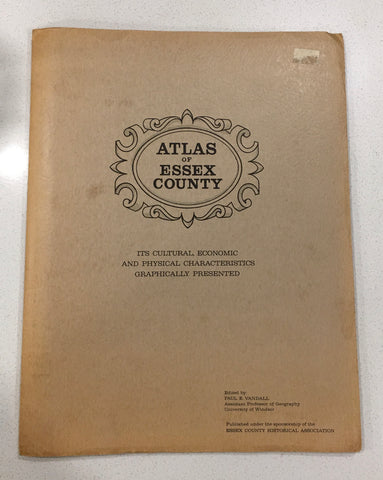 ATLAS
OF
ESSEX
COUNTY
ITS CULTURAL, ECONOMIC
AND PHYSICAL CHARACTERISTICS
GRAPHICALLY PRESENTED
Edited by
PAUL E. VANDALL
Assistant Professor of Geography
University of Windsor
Published under the sponsorship of the
ESSEX COUNTY HISTORICAL ASSOCIATION